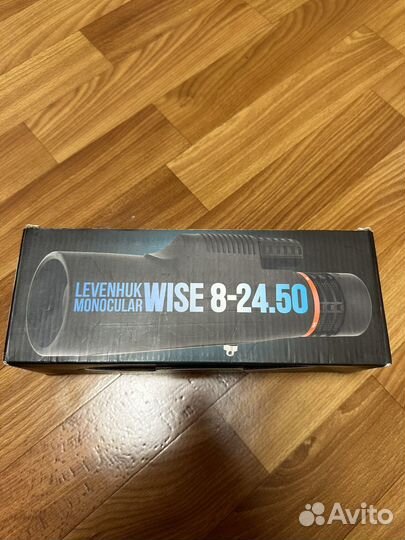 LEVENHUK
MONOCULAR WISE 8-24.50
Avito